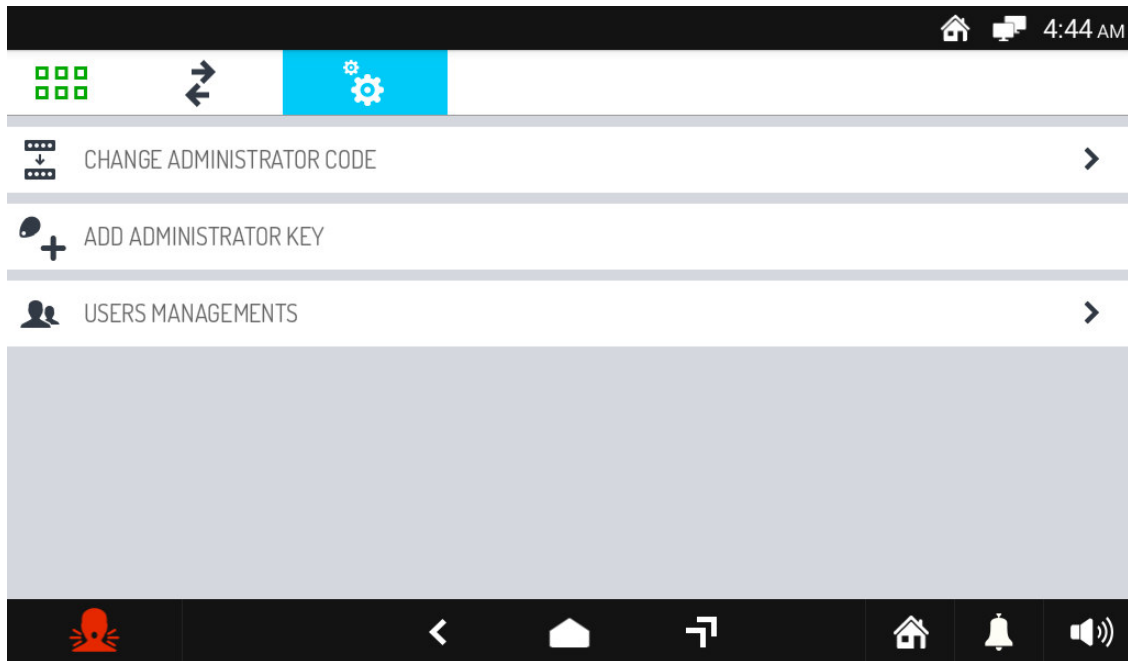 4:44 AM
CHANGE ADMINISTRATOR CODE
ADD ADMINISTRATOR KEY
USERS MANAGEMENTS